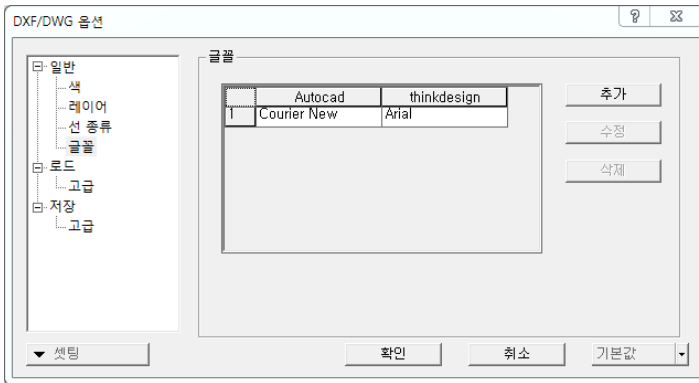 DXF/DWG 옵션
일반
색
레이어
선 종류
글꼴
로드
고급
저장
고급
글꼴
Autocad thinkdesign
1 Courier New Arial
추가
수정
삭제
셋팅
확인
취소
기본값